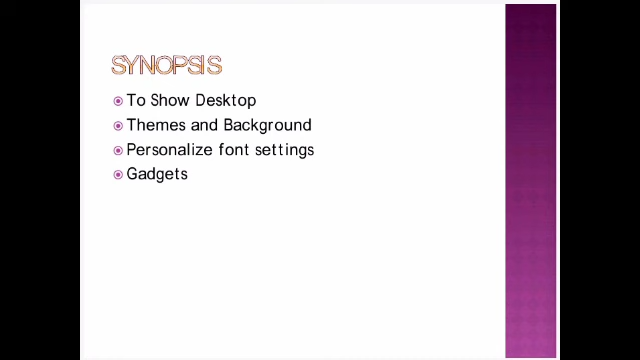 SYNOPSIS
To Show Desktop
Themes and Background
Personalize font settings
Gadgets